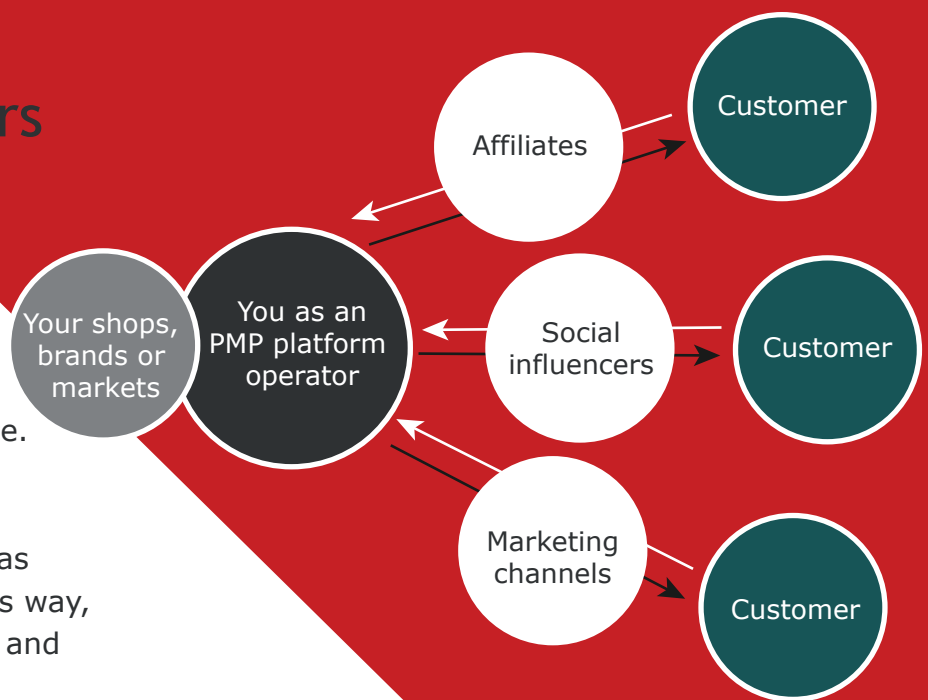 rs
Affiliates
Customer
Your shops,
brands or
markets
You as an
PMP platform
operator
Social
influencers
Customer
e.
as
s way,
and
Marketing
channels
Customer